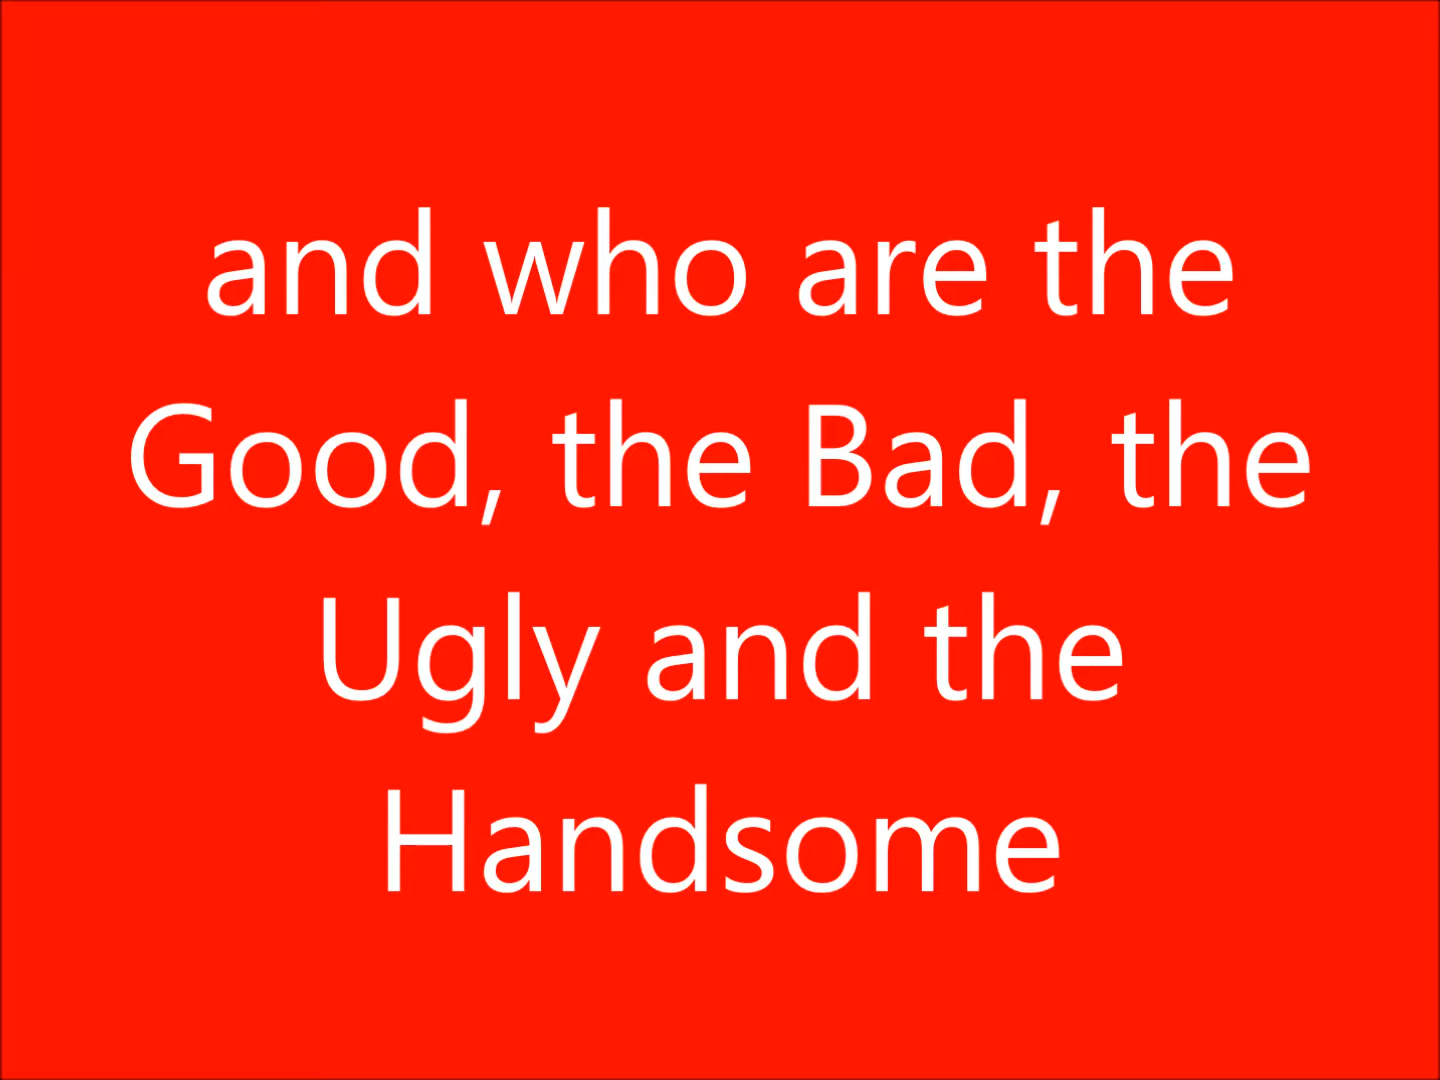 and who are the
Good, the Bad, the
Ugly and the
Handsome